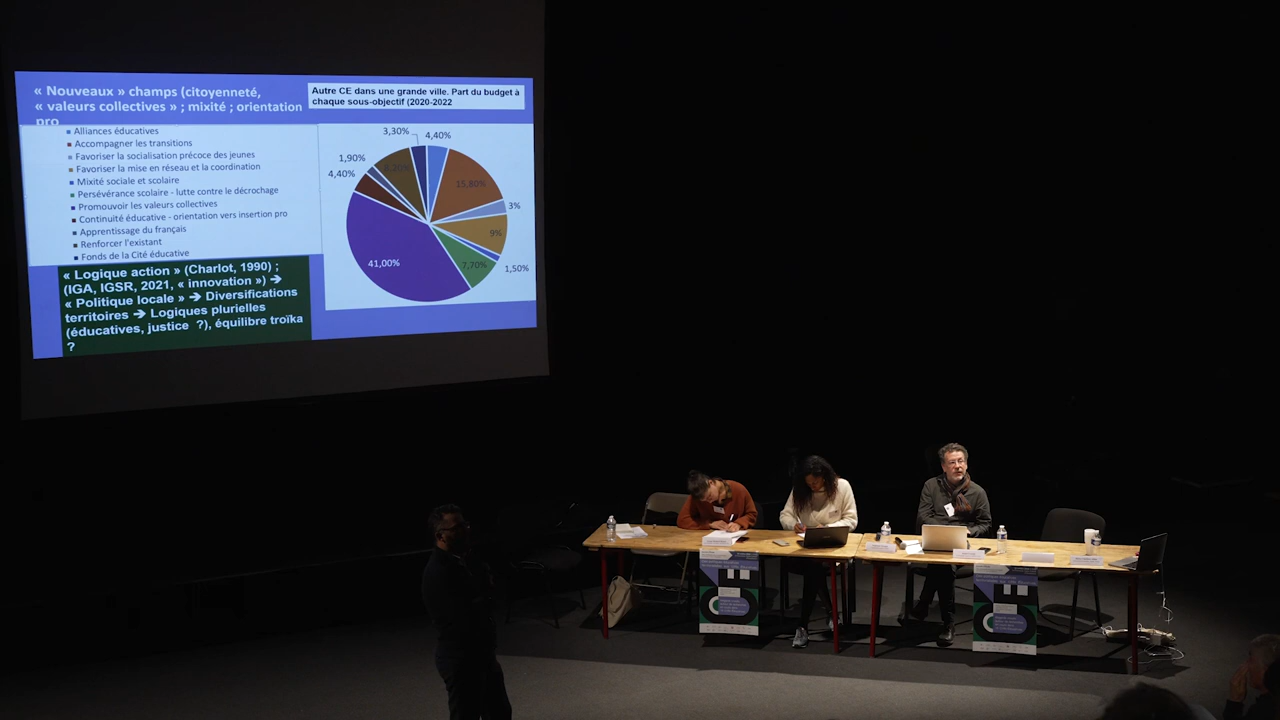 « Nouveaux » champs (citoyenneté,
« valeurs collectives » ; mixité ; orientation
pro
Autre CE dans une grande ville. Part du budget à
chaque sous-objectif (2020-2022
Alliances éducatives
Accompagner les transitions
Favoriser la socialisation précoce des jeunes
Favoriser la mise en réseau et la coordination
Mixité sociale et scolaire
Persévérance scolaire - lutte contre le décrochage
Promouvoir les valeurs collectives
Continuité éducative - orientation vers insertion pro
Apprentissage du français
Renforcer l'existant
Fonds de la Cité éducative
3,30%
4,40%
1,90%
4,40%
15,80%
3%
9%
1,50%
7,70%
41,00%
« Logique action » (Charlot, 1990) ;
(IGA, IGSR, 2021, « innovation ») ➔
« Politique locale » ➔ Diversifications
territoires ➔ Logiques plurielles
(éducatives, justice ?), équilibre troïka
?